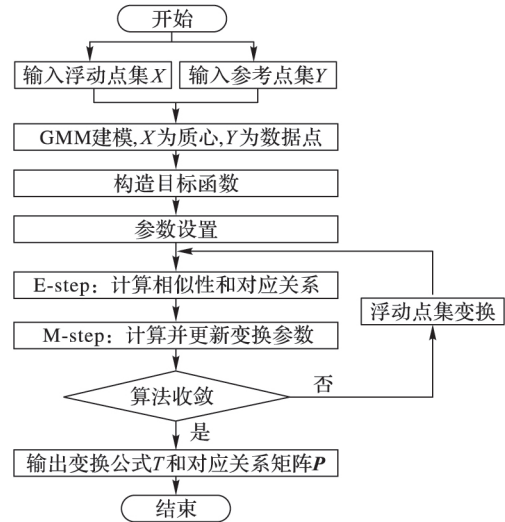 开始
输入浮动点集X
输入参考点集Y
GMM建模,X为质心,Y为数据点
构造目标函数
参数设置
E-step：计算相似性和对应关系
浮动点集变换
M-step：计算并更新变换参数
算法收敛
否
是
输出变换公式T和对应关系矩阵P
结束